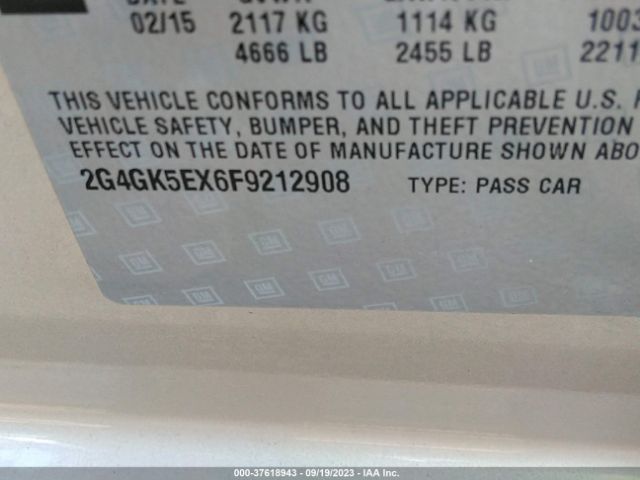 02/15 2117 KG 1114 KG 1003
4666 LB 2455 LB 2211
THIS VEHICLE CONFORMS TO ALL APPLICABLE U.S.
VEHICLE SAFETY, BUMPER, AND THEFT PREVENTION
EFFECT ON THE DATE OF MANUFACTURE SHOWN ABO
2G4GK5EX6F9212908 TYPE: PASS CAR
GM
000-37618943 / 09/19/2023 / IAA Inc.